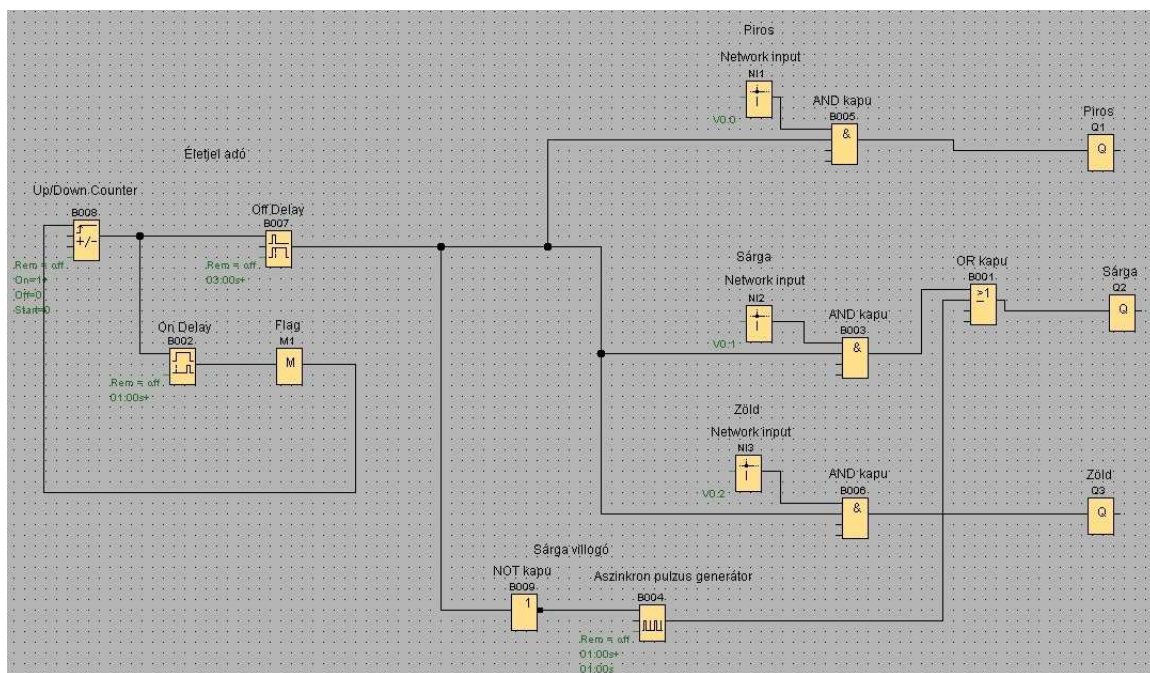 Piros
Network input
NI1
V0:0
AND kapu
B005
&
Piros
Q1
Q
Életjel adó
Up/Down Counter
B008
+/-
Rem = off
On=1+
Off=0
Start=0
Off Delay
B007
Rem = off
03:00s+
On Delay
B002
Rem = off
01:00s+
Flag
M1
M
Sárga
Network input
NI2
V0:1
AND kapu
B003
&
OR kapu
B001
>1
Sárga
Q2
Q
Zöld
Network input
NI3
V0:2
AND kapu
B006
&
Zöld
Q3
Q
Sárga villogó
NOT kapu
B009
1
Aszinkron pulzus generátor
B004
Rem = off
01:00s+
01:00s